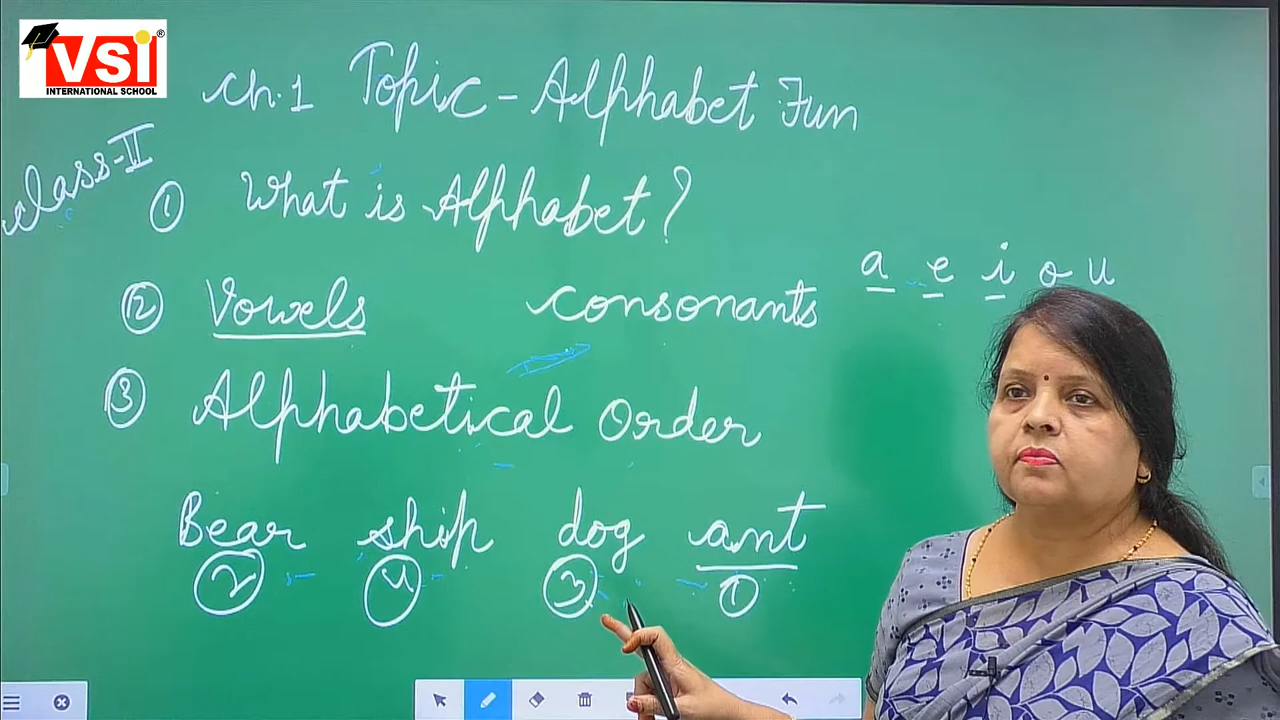 VSI®
INTERNATIONAL SCHOOL
Ch.1 Topic - Alphabet Fun
Class-II
① What is Alphabet?
a e i o u
② Vowels consonants
③ Alphabetical Order
Bear ship dog ant
② ④ ③ ①